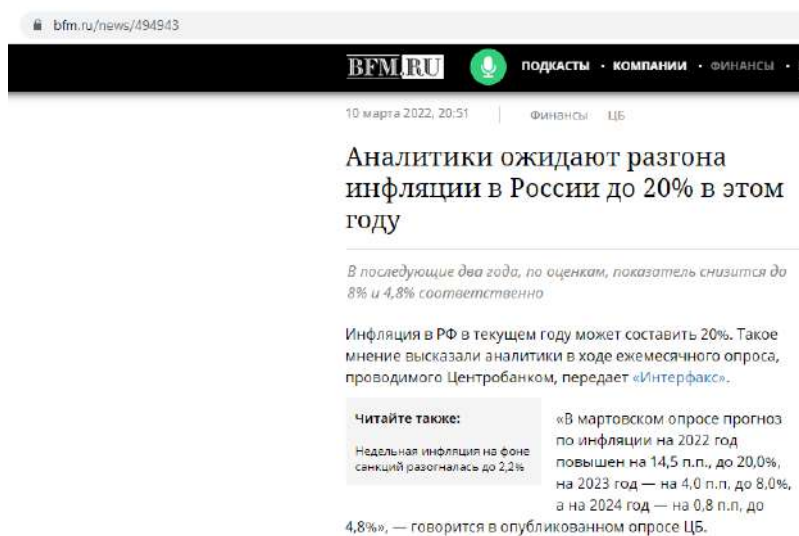 bfm.ru/news/494943
BFM.RU ПОДКАСТЫ · КОМПАНИИ · ФИНАНСЫ ·
10 марта 2022, 20:51 | Финансы ЦБ
Аналитики ожидают разгона
инфляции в России до 20% в этом
году
В последующие два года, по оценкам, показатель снизится до
8% и 4,8% соответственно
Инфляция в РФ в текущем году может составить 20%. Такое
мнение высказали аналитики в ходе ежемесячного опроса,
проводимого Центробанком, передает «Интерфакс».
Читайте также:
Недельная инфляция на фоне
санкций разогналась до 2,2%
«В мартовском опросе прогноз
по инфляции на 2022 год
повышен на 14,5 п.п., до 20,0%,
на 2023 год — на 4,0 п.п, до 8,0%,
а на 2024 год — на 0,8 п.п, до
4,8%», — говорится в опубликованном опросе ЦБ.